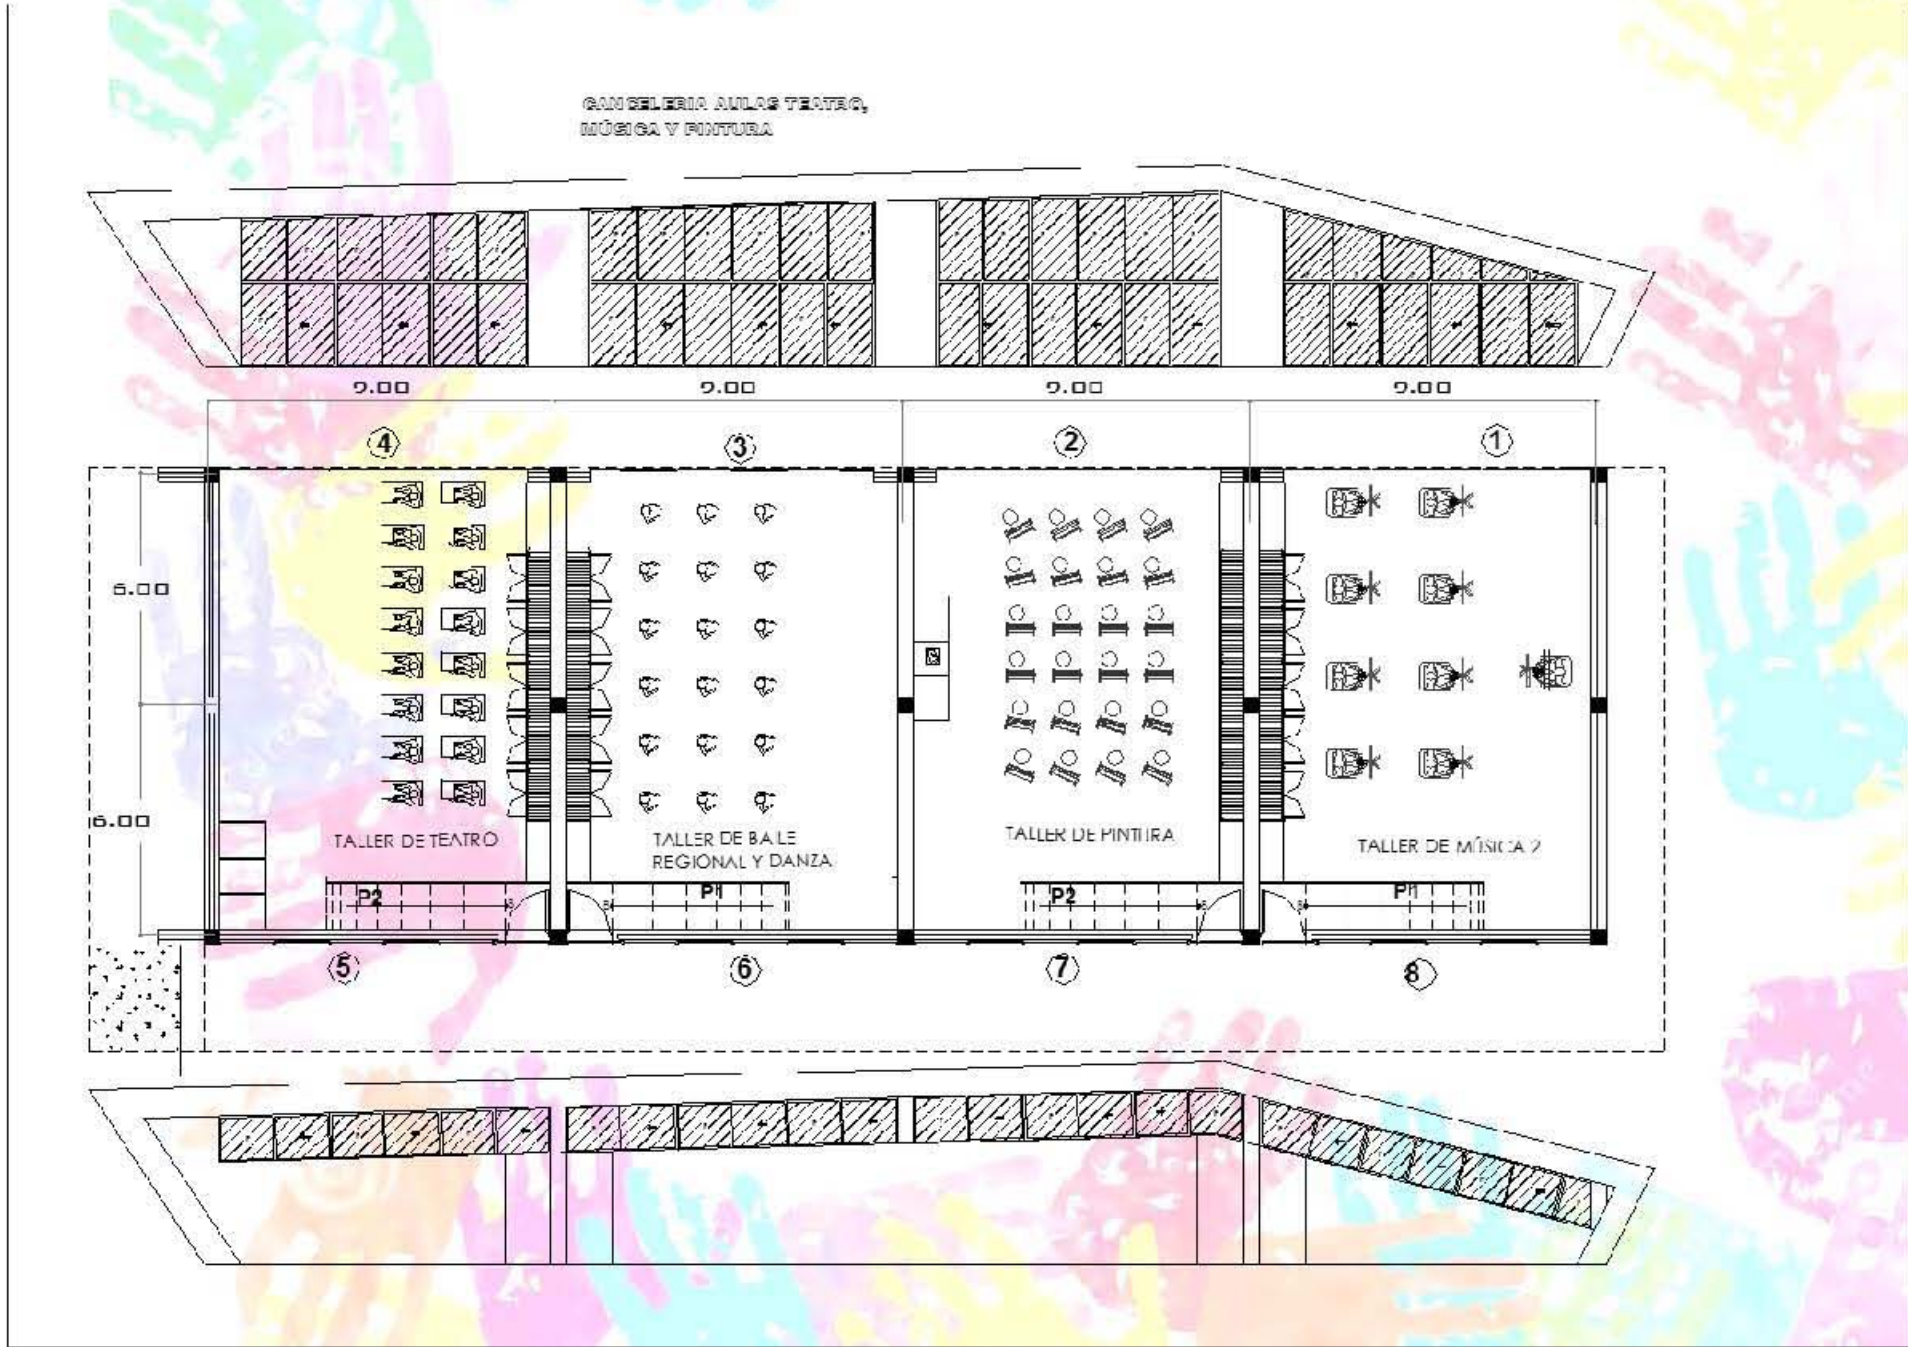 CANCELERIA AULAS TEATRO,
MÚSICA Y PINTURA
9.00 9.00 9.00 9.00
4 3 2 1
6.00
6.00
TALLER DE TEATRO
TALLER DE BAILE
REGIONAL Y DANZA
TALLER DE PINTURA
TALLER DE MÚSICA 2
P2 P1 P2 P1
5 6 7 8